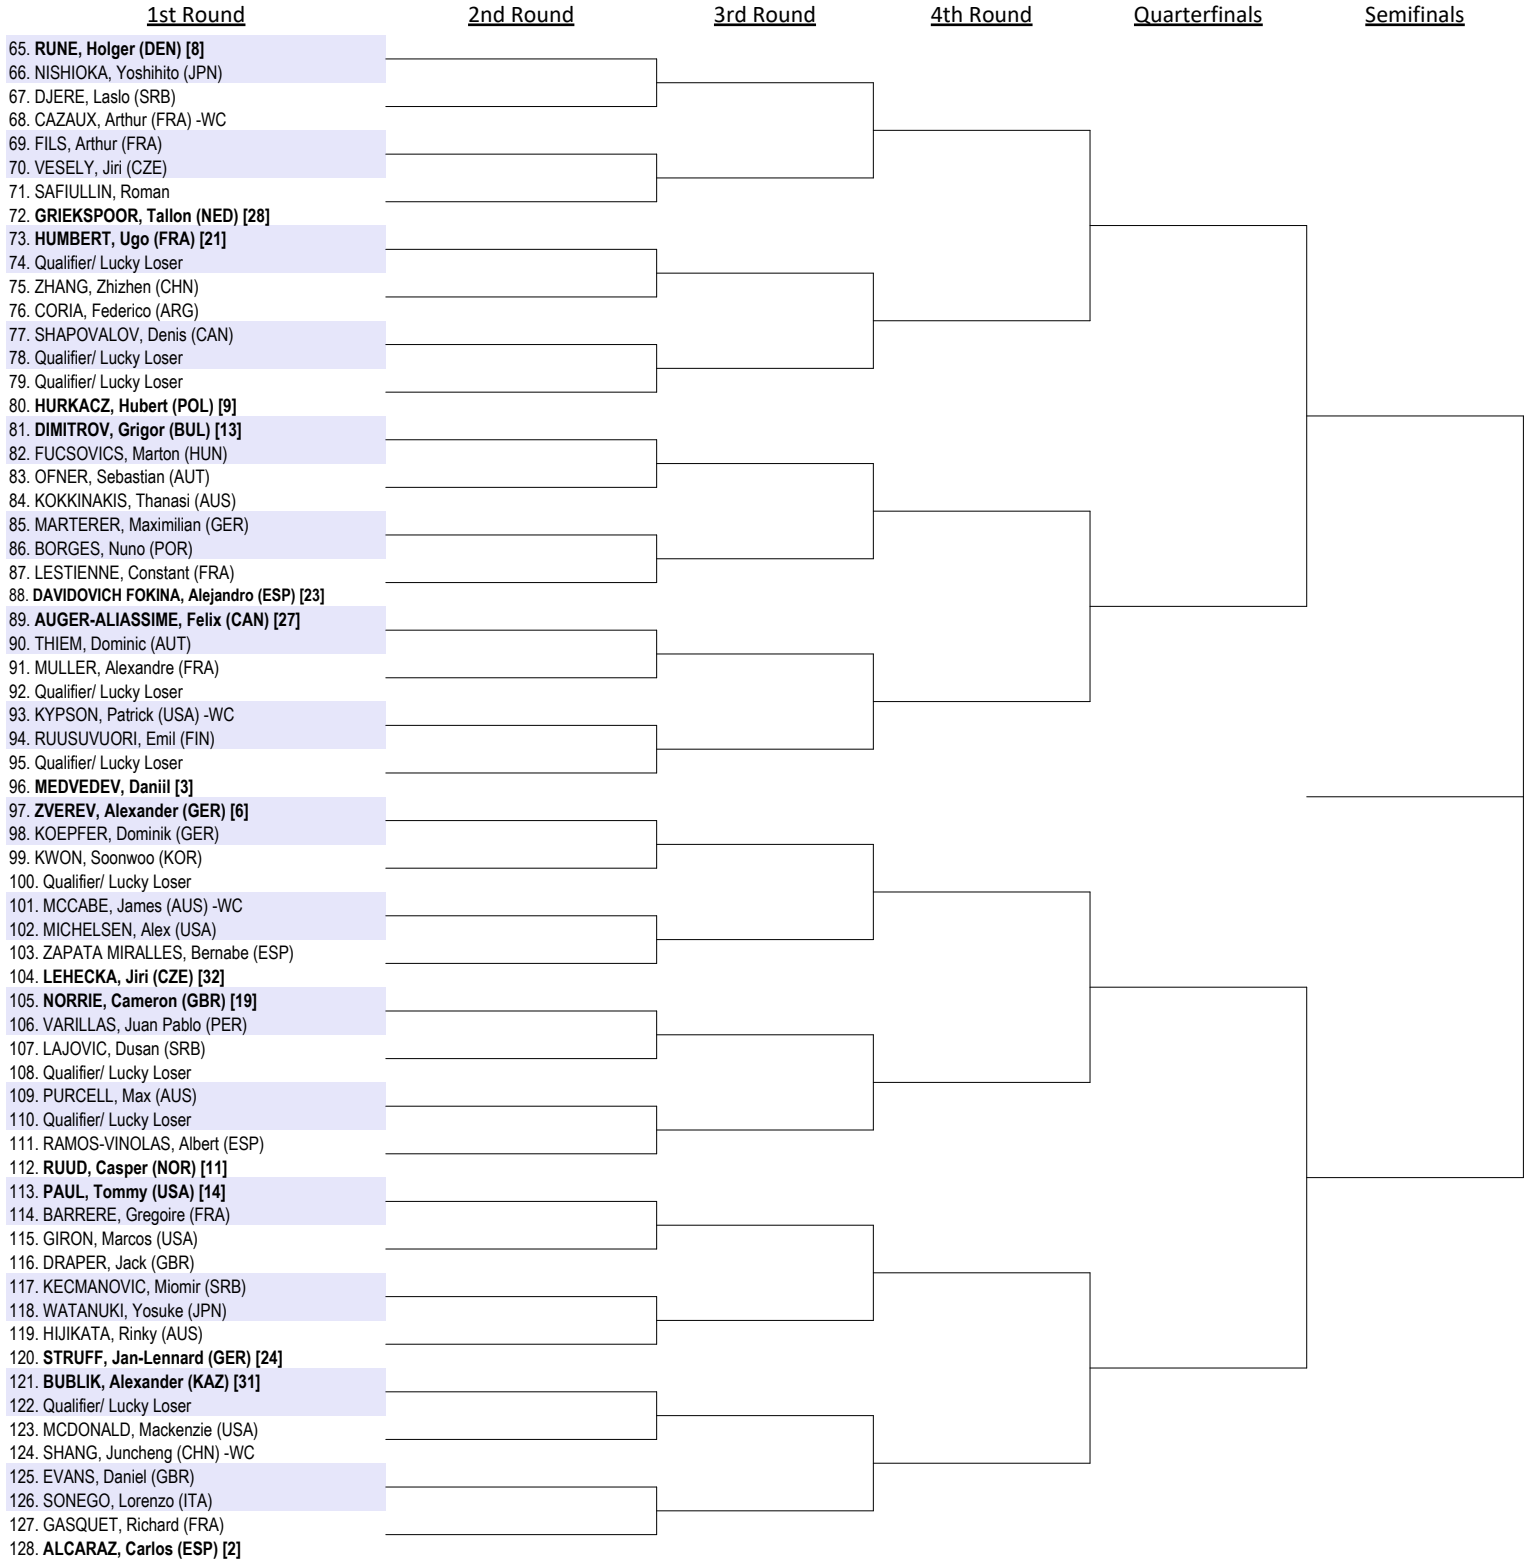 1st Round 2nd Round 3rd Round 4th Round Quarterfinals Semifinals
65. RUNE, Holger (DEN) [8]
66. NISHIOKA, Yoshihito (JPN)
67. DJERE, Laslo (SRB)
68. CAZAUX, Arthur (FRA) -WC
69. FILS, Arthur (FRA)
70. VESELY, Jiri (CZE)
71. SAFIULLIN, Roman
72. GRIEKSPOOR, Tallon (NED) [28]
73. HUMBERT, Ugo (FRA) [21]
74. Qualifier/ Lucky Loser
75. ZHANG, Zhizhen (CHN)
76. CORIA, Federico (ARG)
77. SHAPOVALOV, Denis (CAN)
78. Qualifier/ Lucky Loser
79. Qualifier/ Lucky Loser
80. HURKACZ, Hubert (POL) [9]
81. DIMITROV, Grigor (BUL) [13]
82. FUCSOVICS, Marton (HUN)
83. OFNER, Sebastian (AUT)
84. KOKKINAKIS, Thanasi (AUS)
85. MARTERER, Maximilian (GER)
86. BORGES, Nuno (POR)
87. LESTIENNE, Constant (FRA)
88. DAVIDOVICH FOKINA, Alejandro (ESP) [23]
89. AUGER-ALIASSIME, Felix (CAN) [27]
90. THIEM, Dominic (AUT)
91. MULLER, Alexandre (FRA)
92. Qualifier/ Lucky Loser
93. KYPSON, Patrick (USA) -WC
94. RUUSUVUORI, Emil (FIN)
95. Qualifier/ Lucky Loser
96. MEDVEDEV, Daniil [3]
97. ZVEREV, Alexander (GER) [6]
98. KOEPFER, Dominik (GER)
99. KWON, Soonwoo (KOR)
100. Qualifier/ Lucky Loser
101. MCCABE, James (AUS) -WC
102. MICHELSEN, Alex (USA)
103. ZAPATA MIRALLES, Bernabe (ESP)
104. LEHECKA, Jiri (CZE) [32]
105. NORRIE, Cameron (GBR) [19]
106. VARILLAS, Juan Pablo (PER)
107. LAJOVIC, Dusan (SRB)
108. Qualifier/ Lucky Loser
109. PURCELL, Max (AUS)
110. Qualifier/ Lucky Loser
111. RAMOS-VINOLAS, Albert (ESP)
112. RUUD, Casper (NOR) [11]
113. PAUL, Tommy (USA) [14]
114. BARRERE, Gregoire (FRA)
115. GIRON, Marcos (USA)
116. DRAPER, Jack (GBR)
117. KECMANOVIC, Miomir (SRB)
118. WATANUKI, Yosuke (JPN)
119. HIJIKATA, Rinky (AUS)
120. STRUFF, Jan-Lennard (GER) [24]
121. BUBLIK, Alexander (KAZ) [31]
122. Qualifier/ Lucky Loser
123. MCDONALD, Mackenzie (USA)
124. SHANG, Juncheng (CHN) -WC
125. EVANS, Daniel (GBR)
126. SONEGO, Lorenzo (ITA)
127. GASQUET, Richard (FRA)
128. ALCARAZ, Carlos (ESP) [2]